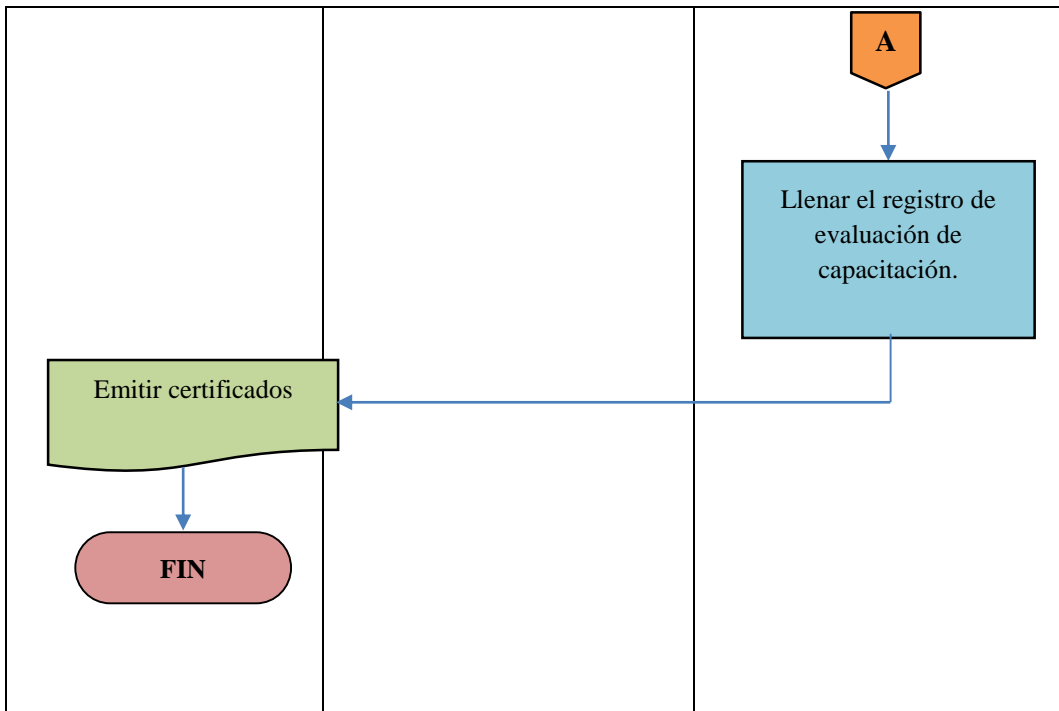 A
Llenar el registro de
evaluación de
capacitación.
Emitir certificados
FIN